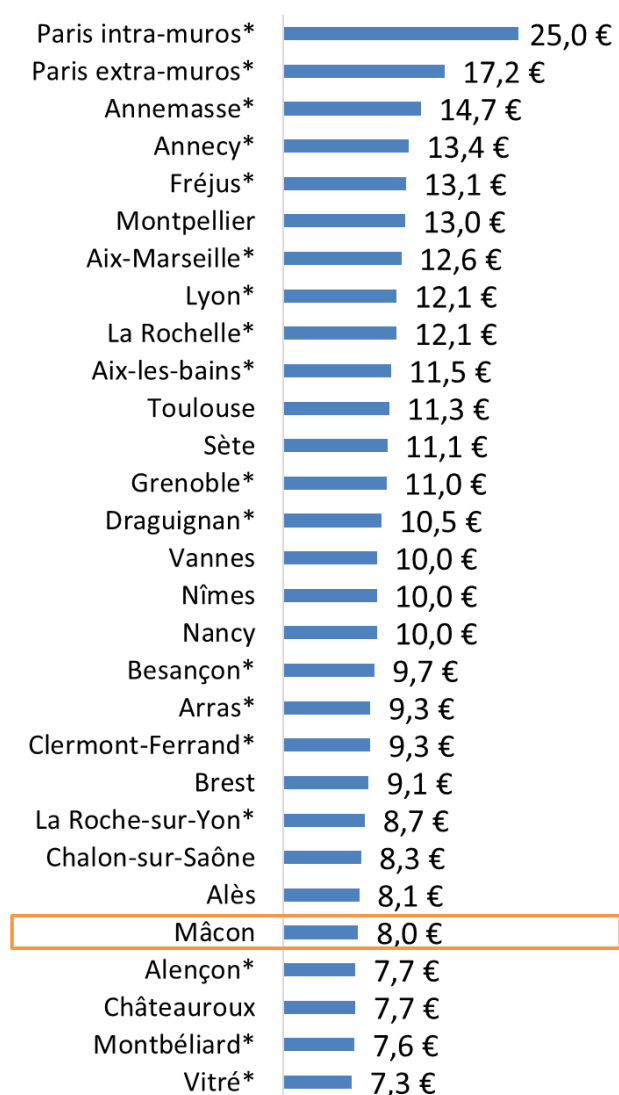 Paris intra-muros* 25,0 €
Paris extra-muros* 17,2 €
Annemasse* 14,7 €
Annecy* 13,4 €
Fréjus* 13,1 €
Montpellier 13,0 €
Aix-Marseille* 12,6 €
Lyon* 12,1 €
La Rochelle* 12,1 €
Aix-les-bains* 11,5 €
Toulouse 11,3 €
Sète 11,1 €
Grenoble* 11,0 €
Draguignan* 10,5 €
Vannes 10,0 €
Nîmes 10,0 €
Nancy 10,0 €
Besançon* 9,7 €
Arras* 9,3 €
Clermont-Ferrand* 9,3 €
Brest 9,1 €
La Roche-sur-Yon* 8,7 €
Chalon-sur-Saône 8,3 €
Alès 8,1 €
Mâcon 8,0 €
Alençon* 7,7 €
Châteauroux 7,7 €
Montbéliard* 7,6 €
Vitré* 7,3 €